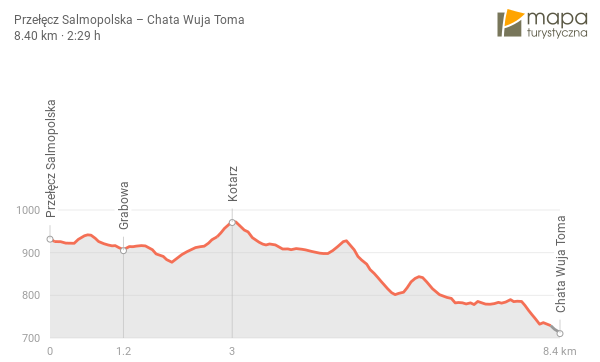 Przełęcz Salmopolska – Chata Wuja Toma
8.40 km · 2:29 h
mapa
turystyczna
Przełęcz Salmopolska
Grabowa
Kotarz
Chata Wuja Toma
1000
900
800
700
0
1.2
3
8.4 km